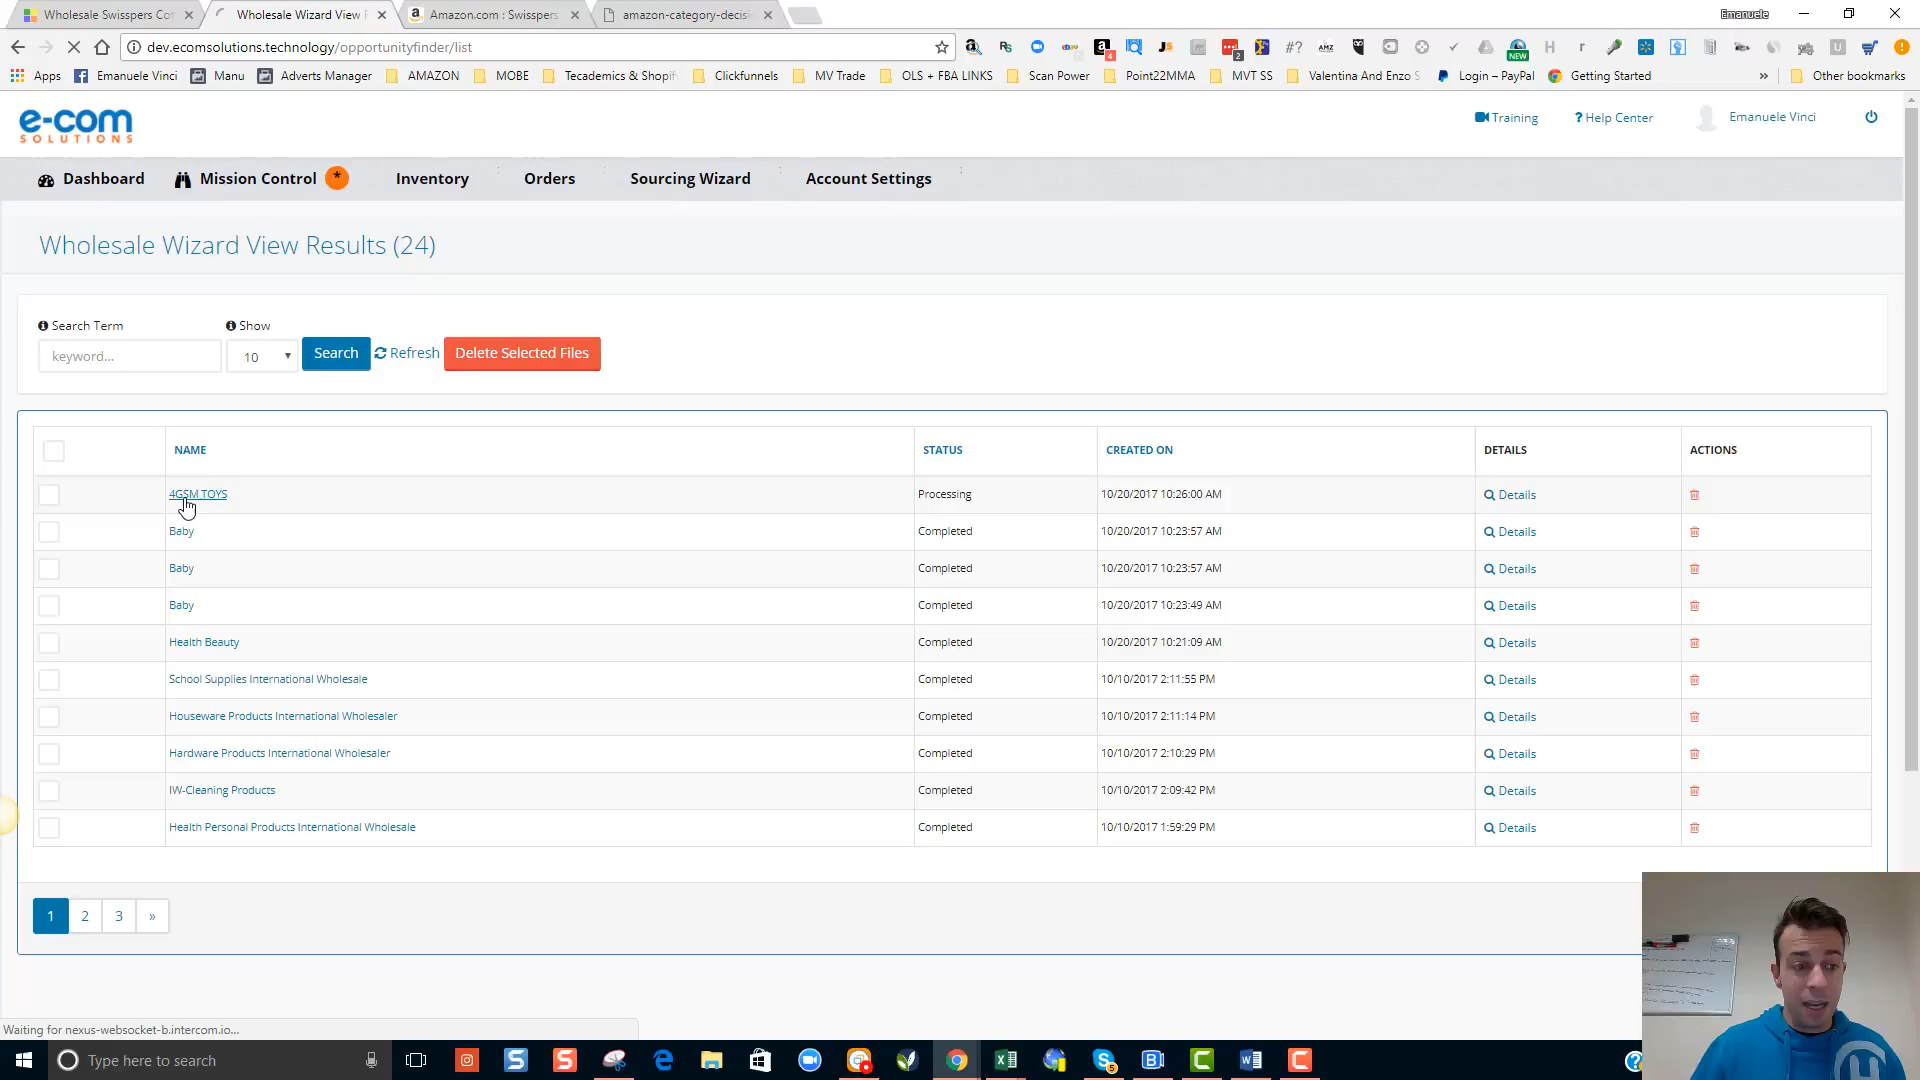 Wholesale Swisspers Co
Wholesale Wizard View
Amazon.com : Swisspers
amazon-category-decis
Emanuele
dev.ecomsolutions.technology/opportunityfinder/list
Apps
Emanuele Vinci
Manu
Adverts Manager
AMAZON
MOBE
Tecademics & Shopif
Clickfunnels
MV Trade
OLS + FBA LINKS
Scan Power
Point22MMA
MVT SS
Valentina And Enzo S
Login – PayPal
Getting Started
»
Other bookmarks
e-com
SOLUTIONS
Training
? Help Center
Emanuele Vinci
Dashboard
Mission Control *
Inventory
Orders
Sourcing Wizard
Account Settings
Wholesale Wizard View Results (24)
Search Term
Show
keyword...
10
Search
Refresh
Delete Selected Files
NAME STATUS CREATED ON DETAILS ACTIONS
4GSM TOYS Processing 10/20/2017 10:26:00 AM Details
Baby Completed 10/20/2017 10:23:57 AM Details
Baby Completed 10/20/2017 10:23:57 AM Details
Baby Completed 10/20/2017 10:23:49 AM Details
Health Beauty Completed 10/20/2017 10:21:09 AM Details
School Supplies International Wholesale Completed 10/10/2017 2:11:55 PM Details
Houseware Products International Wholesaler Completed 10/10/2017 2:11:14 PM Details
Hardware Products International Wholesaler Completed 10/10/2017 2:10:29 PM Details
IW-Cleaning Products Completed 10/10/2017 2:09:42 PM Details
Health Personal Products International Wholesale Completed 10/10/2017 1:59:29 PM Details
1 2 3 »
Waiting for nexus-websocket-b.intercom.io...
Type here to search